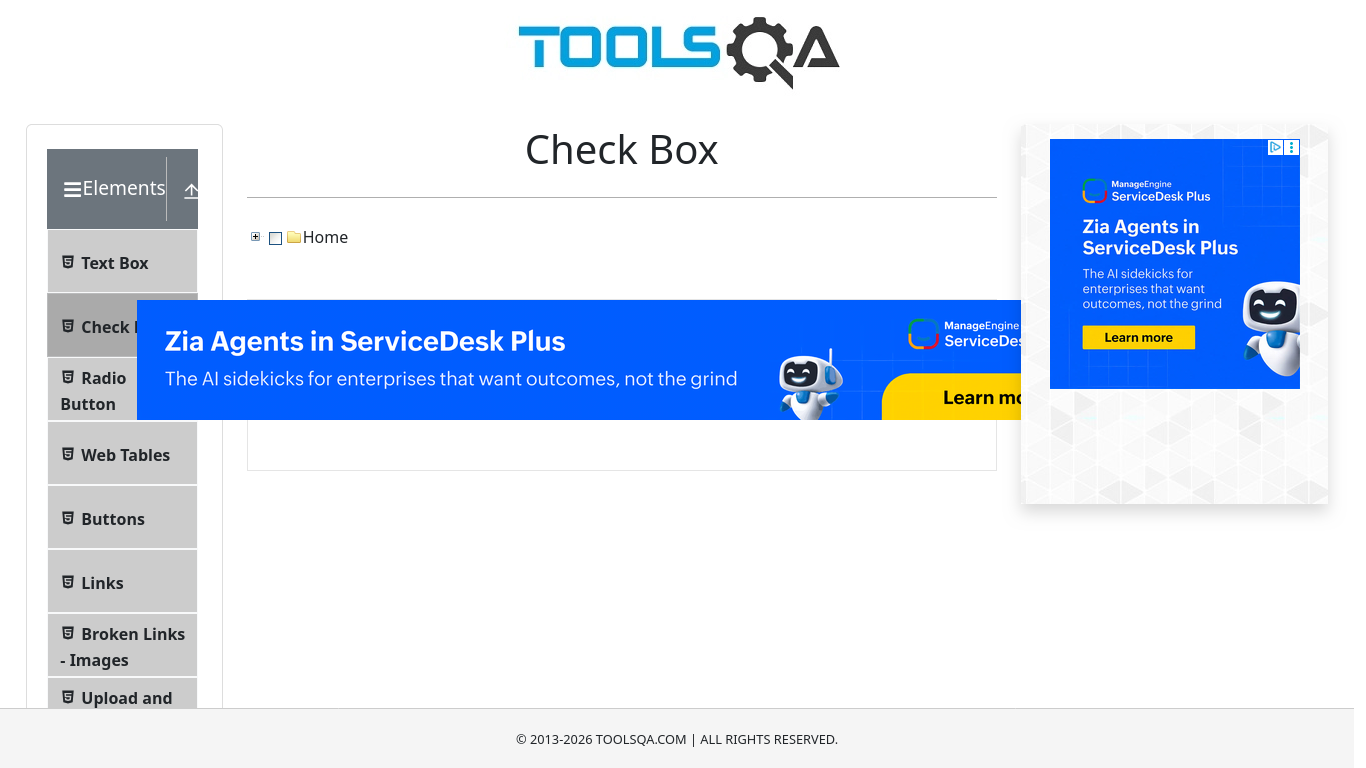 TOOLSQA
Elements
Text Box
Check
Radio
Button
Web Tables
Buttons
Links
Broken Links
- Images
Upload and
Check Box
Home
Zia Agents in ServiceDesk Plus
The AI sidekicks for enterprises that want outcomes, not the grind
ManageEngine
ServiceDes
Learn mo
ManageEngine
ServiceDesk Plus
Zia Agents in
ServiceDesk Plus
The AI sidekicks for
enterprises that want
outcomes, not the grind
Learn more
© 2013-2026 TOOLSQA.COM | ALL RIGHTS RESERVED.